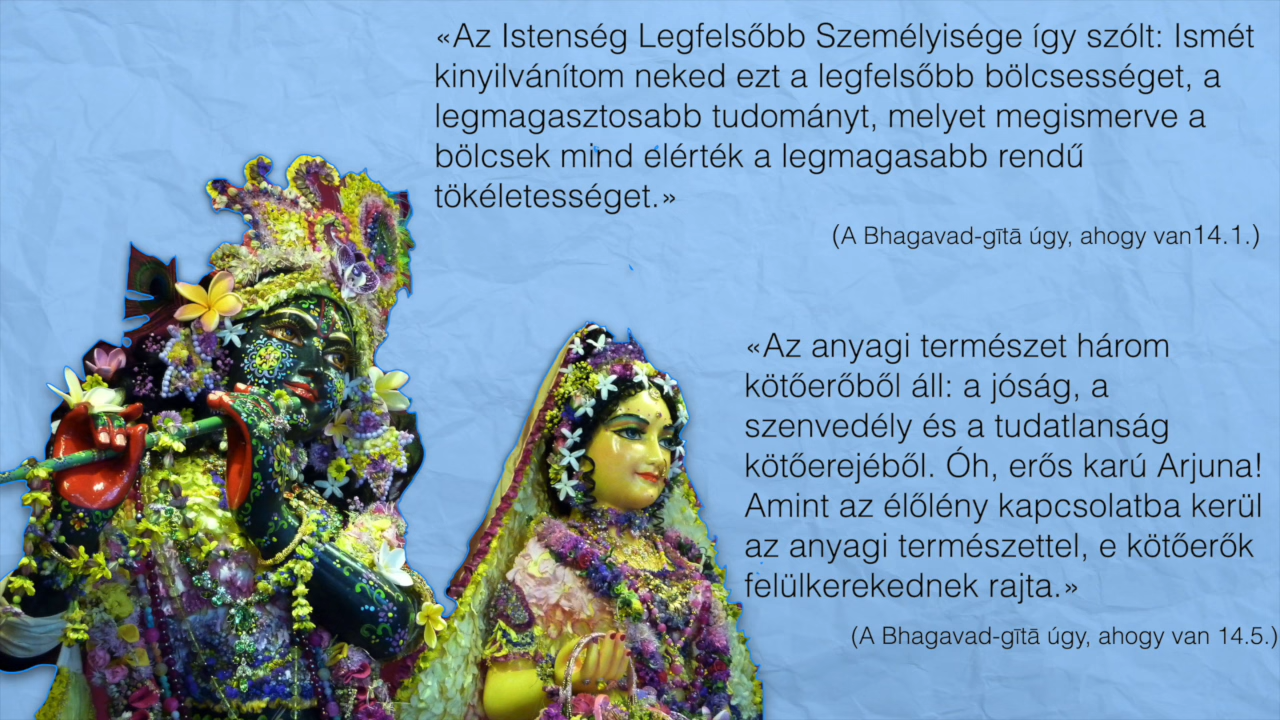 «Az Istenség Legfelsőbb Személyisége így szólt: Ismét
kinyilvánítom neked ezt a legfelsőbb bölcsességet, a
legmagasztosabb tudományt, melyet megismerve a
bölcsek mind elérték a legmagasabb rendű
tökéletességet.»
(A Bhagavad-gītā úgy, ahogy van14.1.)
«Az anyagi természet három
kötőerőből áll: a jóság, a
szenvedély és a tudatlanság
kötőerejéből. Óh, erős karú Arjuna!
Amint az élőlény kapcsolatba kerül
az anyagi természettel, e kötőerők
felülkerekednek rajta.»
(A Bhagavad-gītā úgy, ahogy van 14.5.)